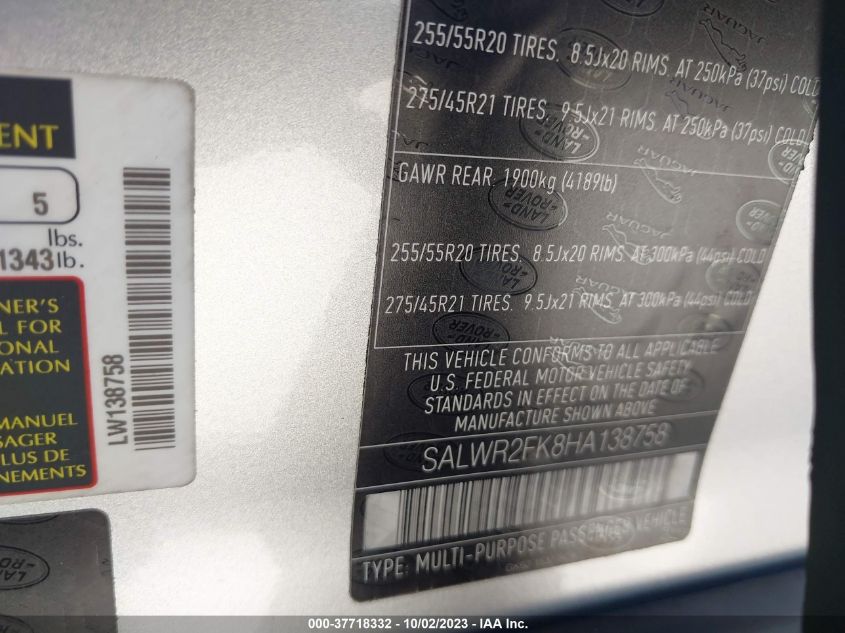 ENT
5
lbs.
1343lb.
NER'S
L FOR
ONAL
ATION
MANUEL
SAGER
LUS DE
NEMENTS
LW138758
255/55R20 TIRES. 8.5Jx20 RIMS. AT 250kPa (37psi) COLD
275/45R21 TIRES. 9.5Jx21 RIMS. AT 250kPa (37psi) COLD
GAWR REAR. 1900kg (4189lb)
255/55R20 TIRES. 8.5Jx20 RIMS. AT 300kPa (44psi) COLD
275/45R21 TIRES. 9.5Jx21 RIMS. AT 300kPa (44psi) COLD
THIS VEHICLE CONFORMS TO ALL APPLICABLE
U.S. FEDERAL MOTOR VEHICLE SAFETY
STANDARDS IN EFFECT ON THE DATE OF
MANUFACTURE SHOWN ABOVE
SALWR2FK8HA138758
TYPE: MULTI-PURPOSE PASSENGER VEHICLE
JAGUAR
LAND ROVER
000-37718332 - 10/02/2023 - IAA Inc.